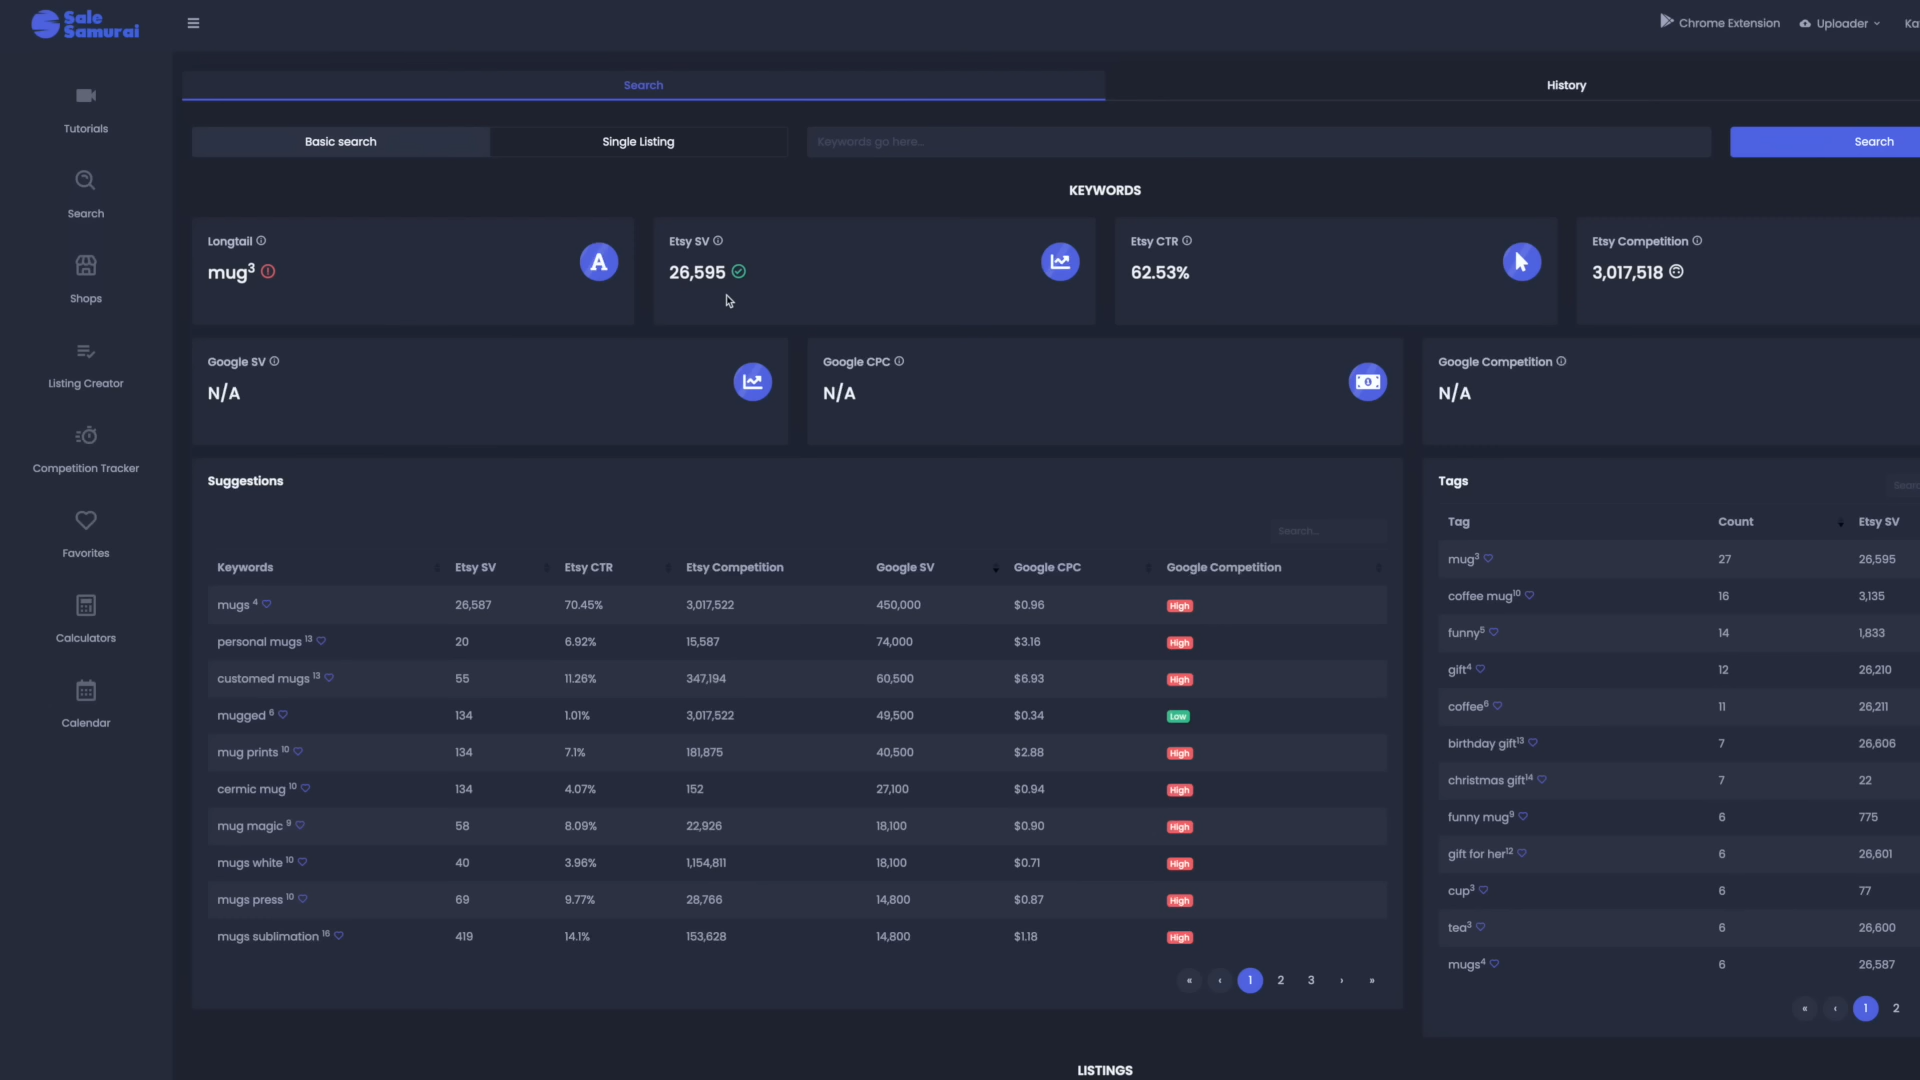 Sale Samurai
Chrome Extension
Uploader
Ka
Tutorials
Search
Shops
Listing Creator
Competition Tracker
Favorites
Calculators
Calendar
Search
History
Basic search
Single Listing
Keywords go here...
Search
KEYWORDS
Longtail
mug3
A
Etsy SV
26,595
Etsy CTR
62.53%
Etsy Competition
3,017,518
Google SV
N/A
Google CPC
N/A
Google Competition
N/A
Suggestions
Search...
Keywords Etsy SV Etsy CTR Etsy Competition Google SV Google CPC Google Competition
mugs 4 26,587 70.45% 3,017,522 450,000 $0.96 High
personal mugs 13 20 6.92% 15,587 74,000 $3.16 High
customed mugs 13 55 11.26% 347,194 60,500 $6.93 High
mugged 6 134 1.01% 3,017,522 49,500 $0.34 Low
mug prints 10 134 7.1% 181,875 40,500 $2.88 High
cermic mug 10 134 4.07% 152 27,100 $0.94 High
mug magic 9 58 8.09% 22,926 18,100 $0.90 High
mugs white 10 40 3.96% 1,154,811 18,100 $0.71 High
mugs press 10 69 9.77% 28,766 14,800 $0.87 High
mugs sublimation 16 419 14.1% 153,628 14,800 $1.18 High
« ‹ 1 2 3 › »
Tags
Sear
Tag Count Etsy SV
mug3 27 26,595
coffee mug10 16 3,135
funny5 14 1,833
gift4 12 26,210
coffee6 11 26,211
birthday gift13 7 26,606
christmas gift14 7 22
funny mug9 6 775
gift for her12 6 26,601
cup3 6 77
tea3 6 26,600
mugs4 6 26,587
« ‹ 1 2
LISTINGS